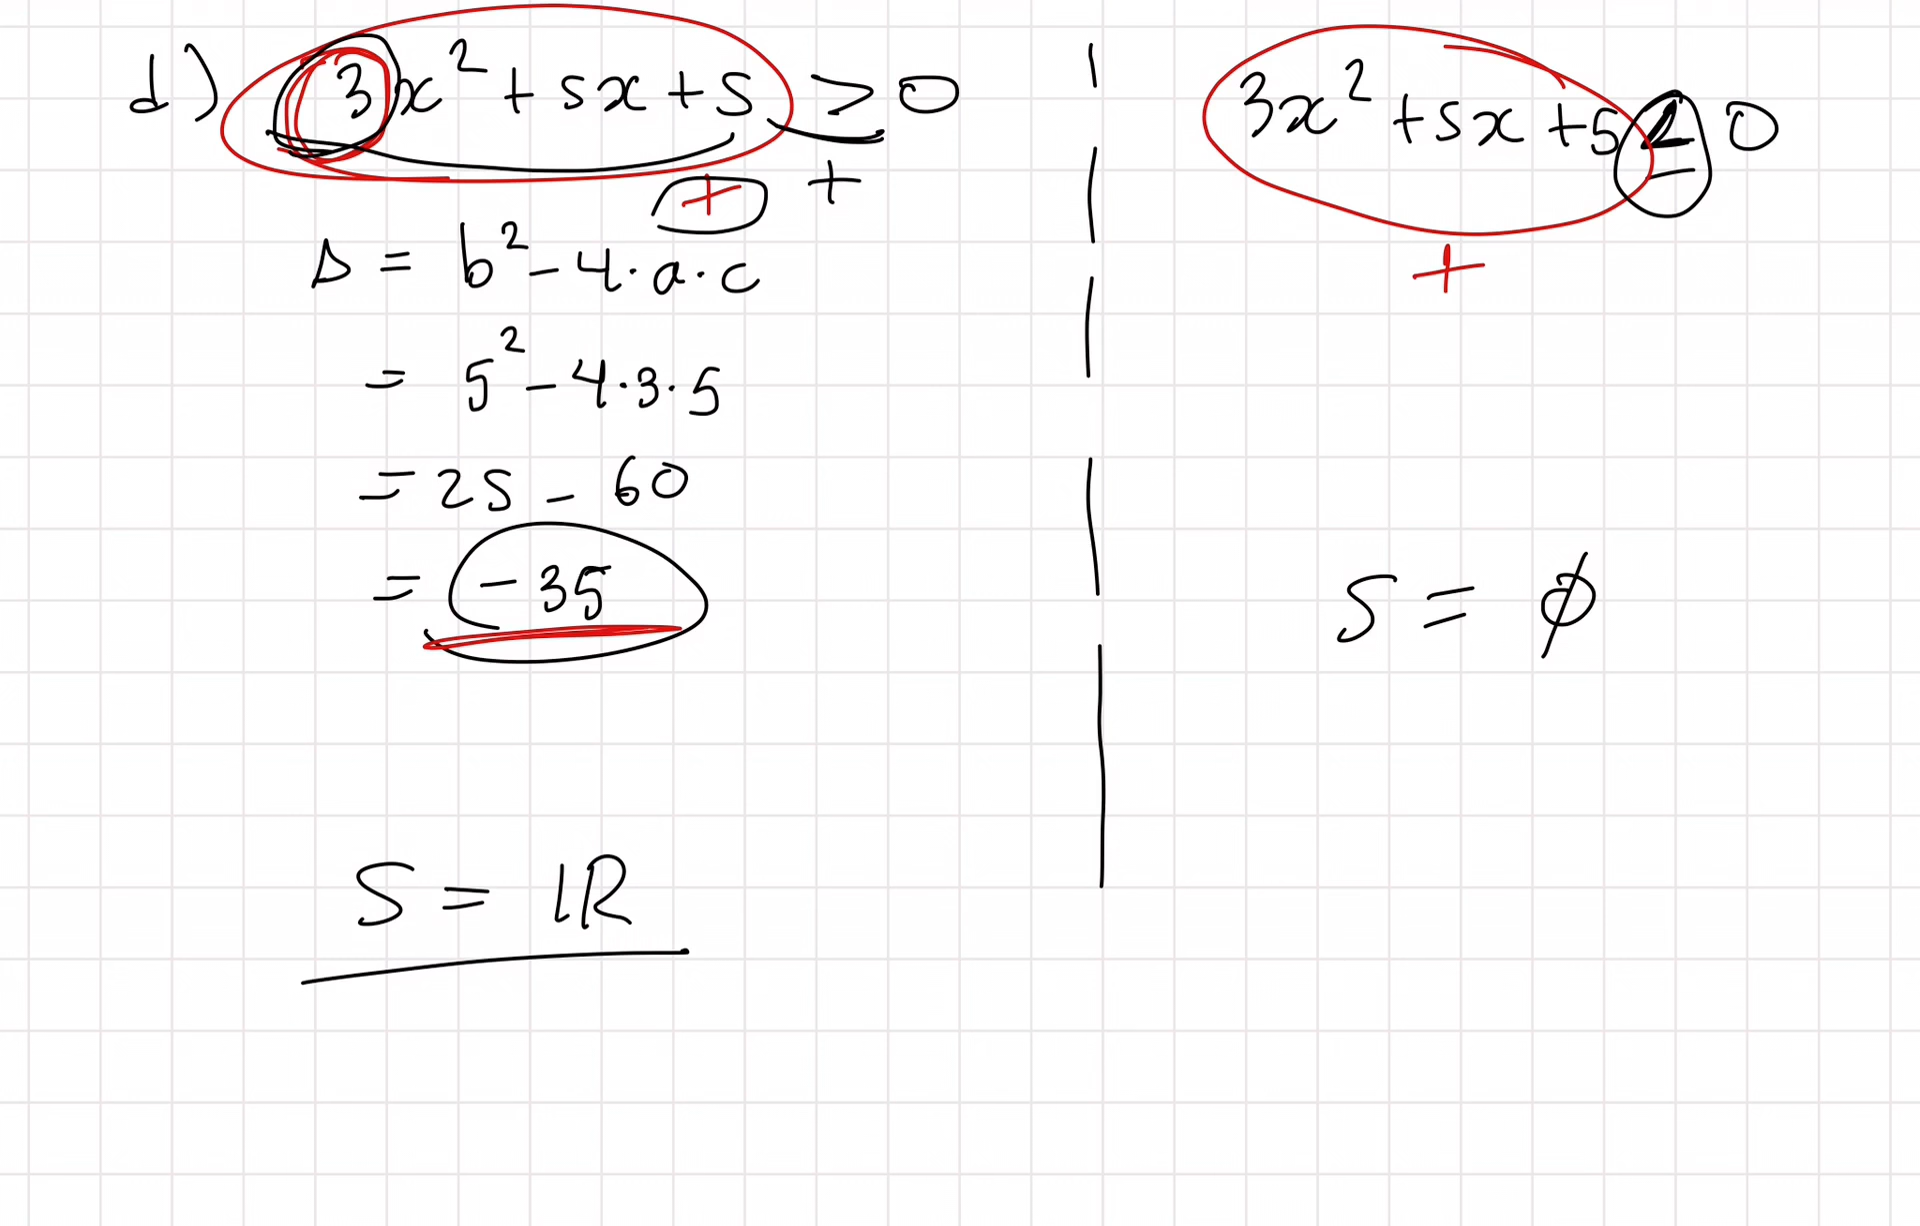 d) 3x² + 5x + 5 ≥ 0
+ +
Δ = b² - 4·a·c
= 5² - 4·3·5
= 25 - 60
= -35
S = ℝ
3x² + 5x + 5 ≤ 0
+
S = ∅